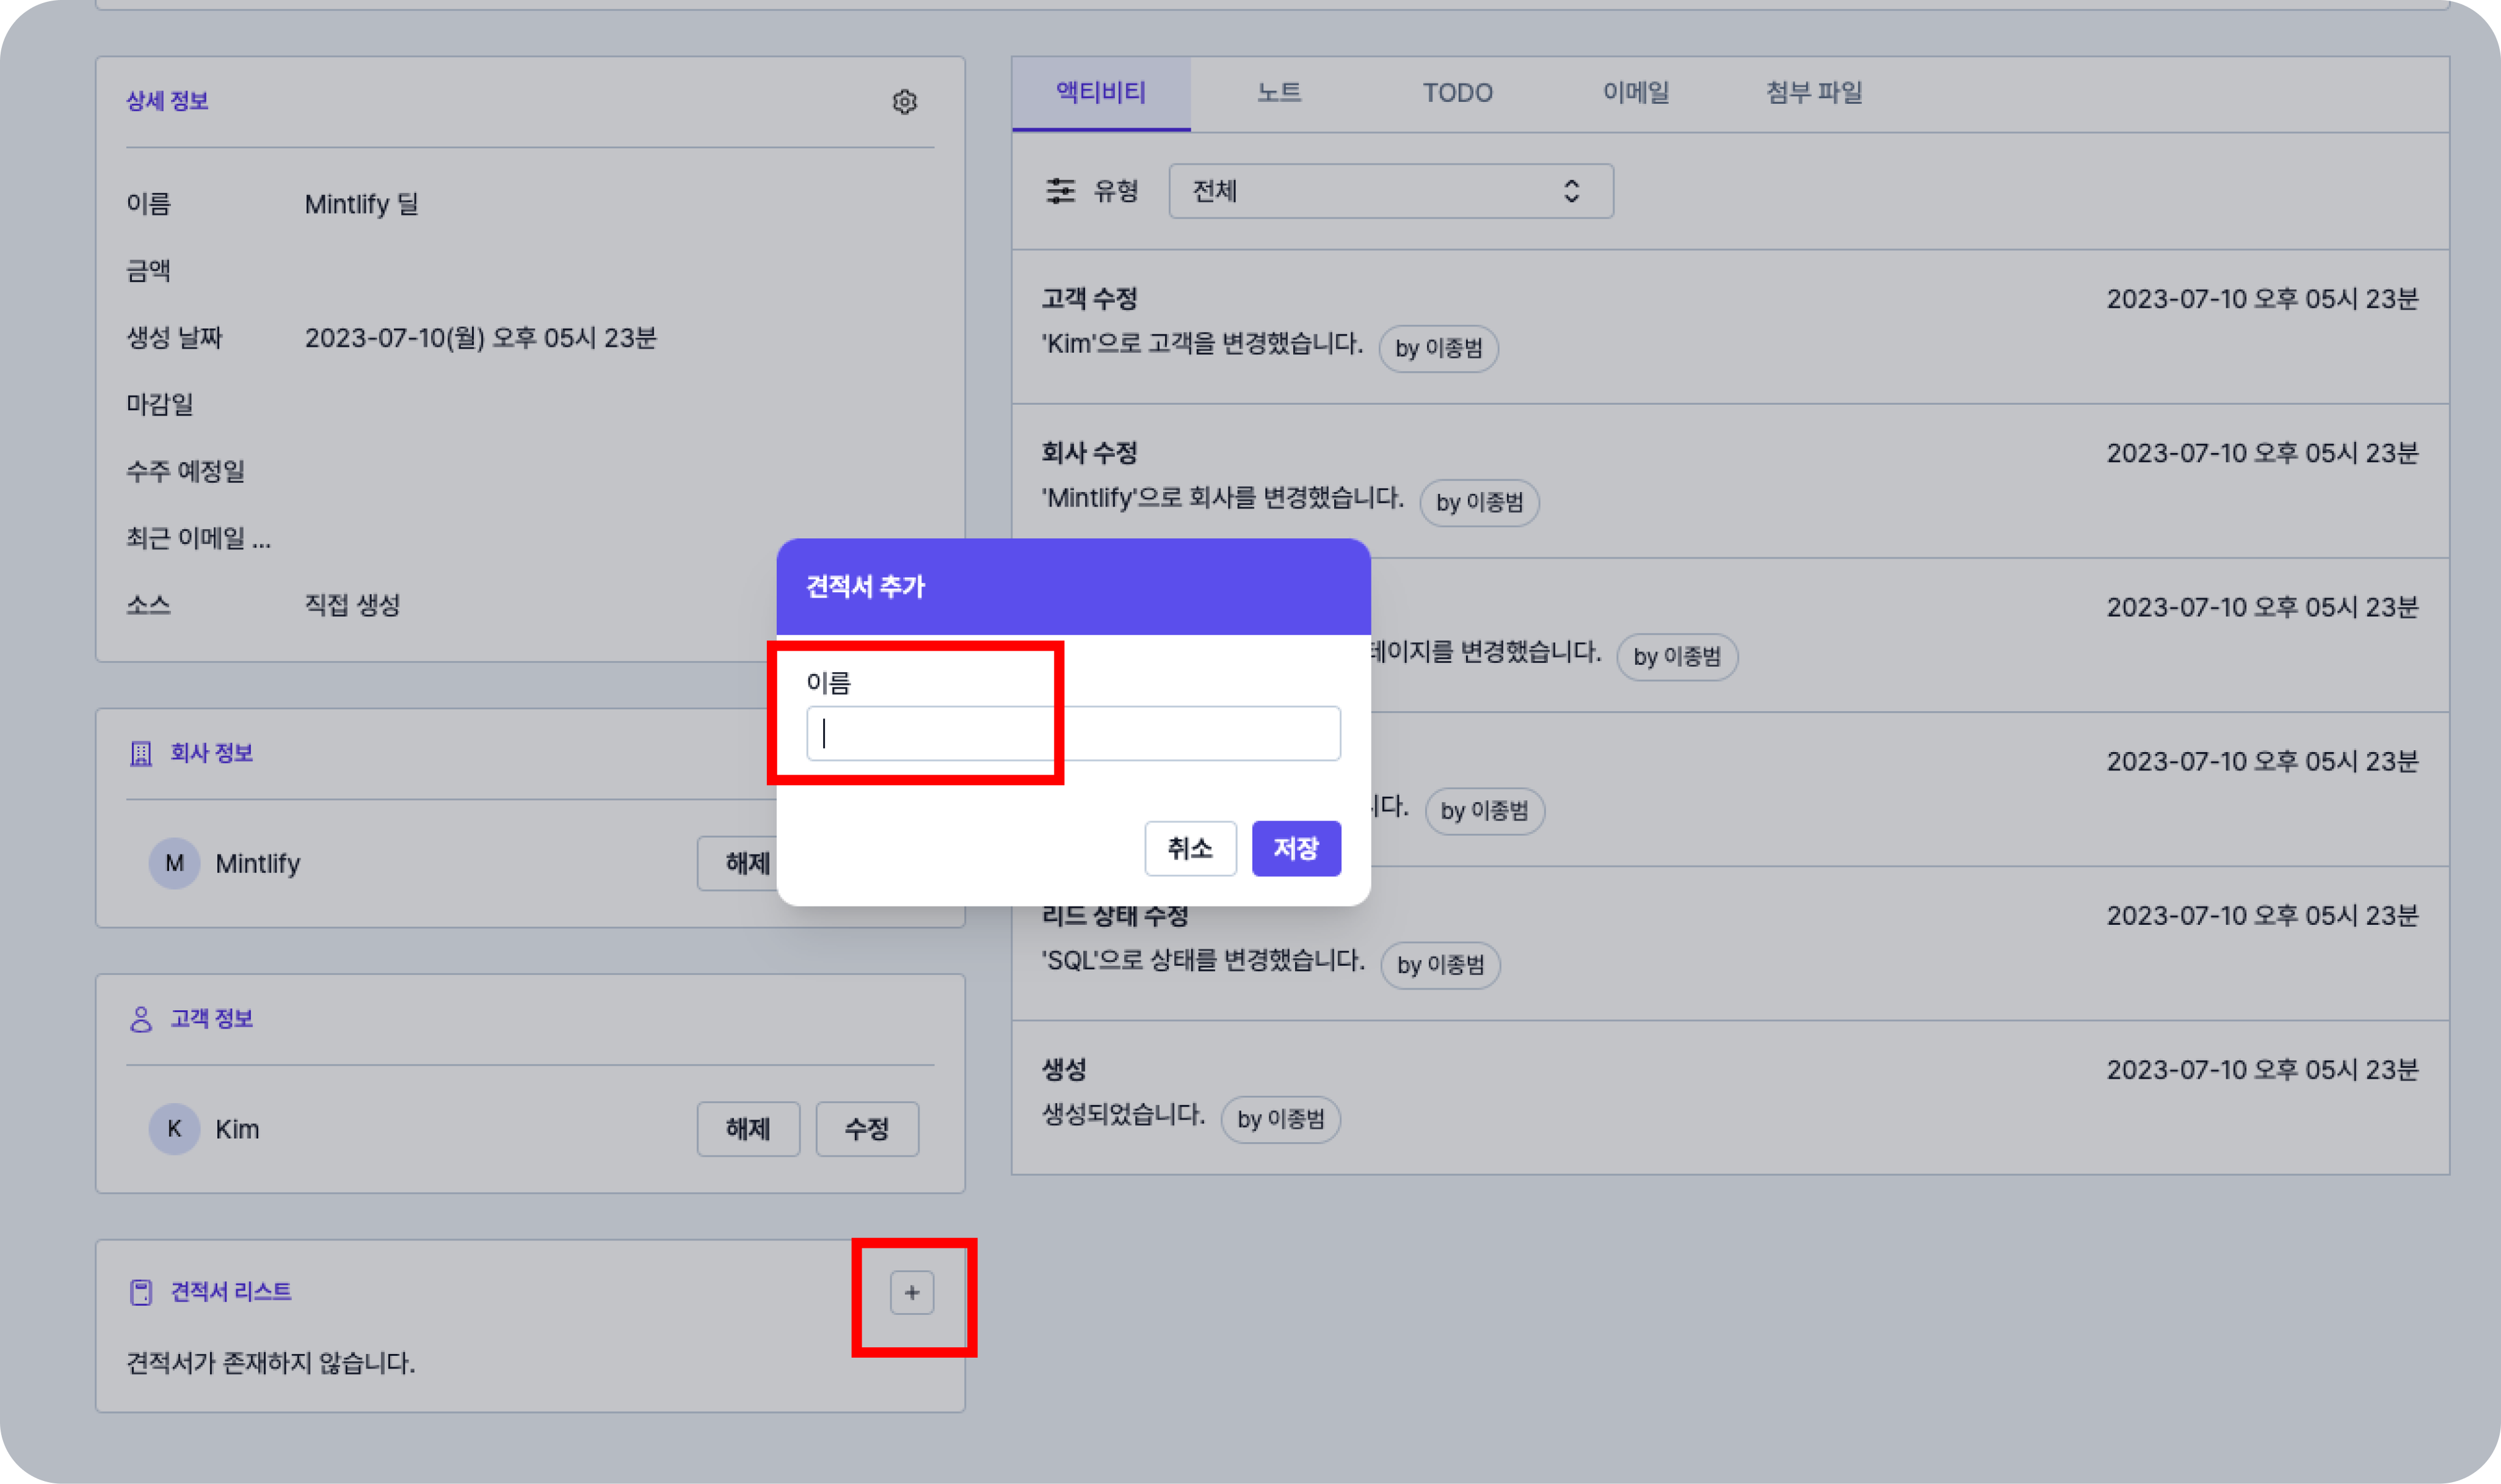 상세 정보
이름 Mintlify 딜
금액
생성 날짜 2023-07-10(월) 오후 05시 23분
마감일
수주 예정일
최근 이메일 ...
소스 직접 생성
회사 정보
M Mintlify 해제
고객 정보
K Kim 해제 수정
견적서 리스트 +
견적서가 존재하지 않습니다.
견적서 추가
이름
취소 저장
액티비티 노트 TODO 이메일 첨부 파일
유형 전체
고객 수정 2023-07-10 오후 05시 23분
'Kim'으로 고객을 변경했습니다. by 이종범
회사 수정 2023-07-10 오후 05시 23분
'Mintlify'으로 회사를 변경했습니다. by 이종범
2023-07-10 오후 05시 23분
테이지를 변경했습니다. by 이종범
2023-07-10 오후 05시 23분
니다. by 이종범
리드 상태 수정 2023-07-10 오후 05시 23분
'SQL'으로 상태를 변경했습니다. by 이종범
생성 2023-07-10 오후 05시 23분
생성되었습니다. by 이종범